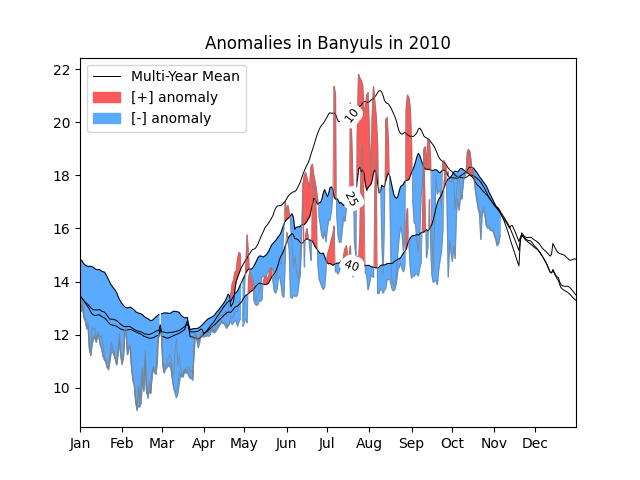 Anomalies in Banyuls in 2010
Multi-Year Mean
[+] anomaly
[-] anomaly
22
20
18
16
14
12
10
10
25
40
Jan Feb Mar Apr May Jun Jul Aug Sep Oct Nov Dec